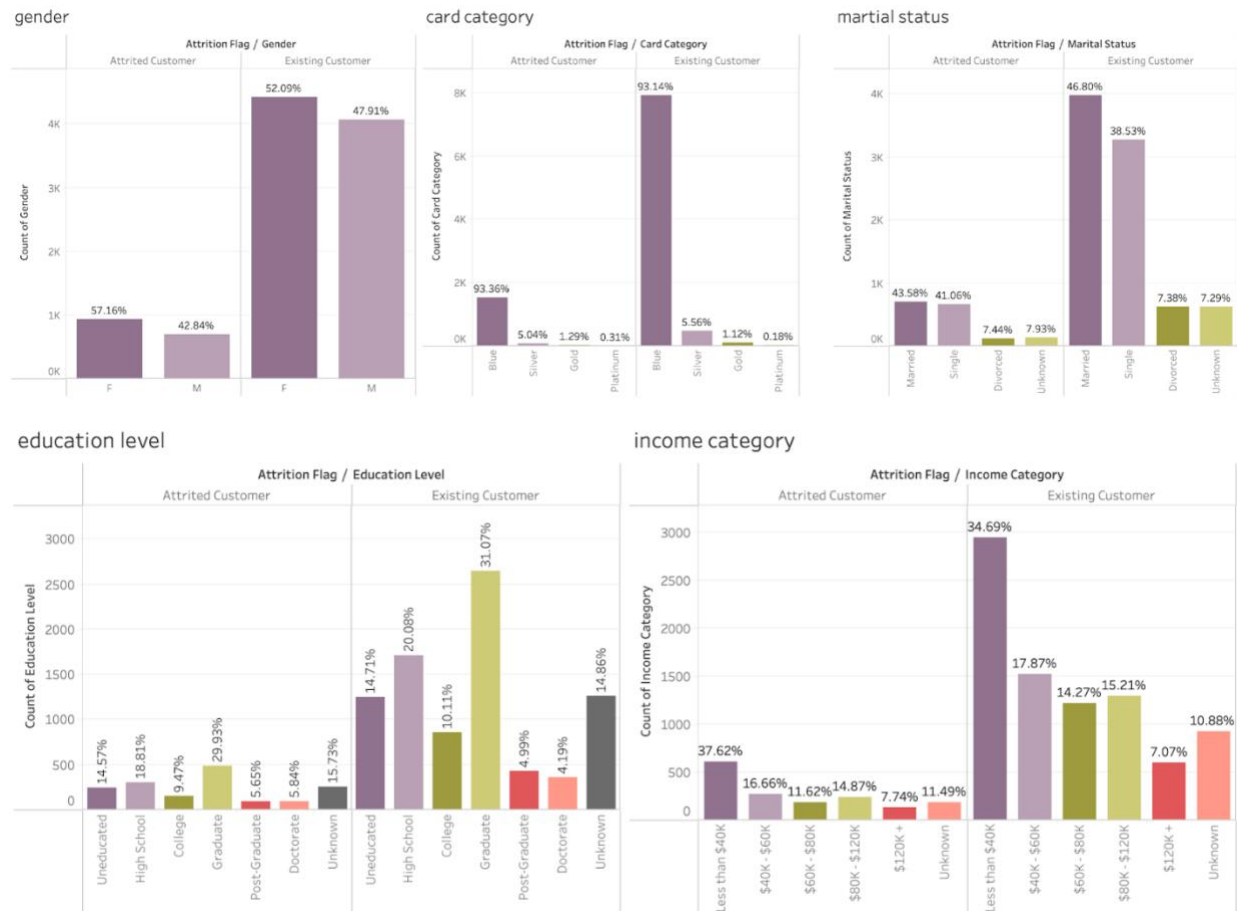 gender
Attrition Flag / Gender
Attrited Customer Existing Customer
Count of Gender
4K
3K
2K
1K
0K
57.16%
42.84%
52.09%
47.91%
F M F M
card category
Attrition Flag / Card Category
Attrited Customer Existing Customer
Count of Card Category
8K
6K
4K
2K
0K
93.36%
5.04%
1.29%
0.31%
93.14%
5.56%
1.12%
0.18%
Blue
Silver
Gold
Platinum
Blue
Silver
Gold
Platinum
martial status
Attrition Flag / Marital Status
Attrited Customer Existing Customer
Count of Marital Status
4K
3K
2K
1K
0K
43.58%
41.06%
7.44%
7.93%
46.80%
38.53%
7.38%
7.29%
Married
Single
Divorced
Unknown
Married
Single
Divorced
Unknown
education level
Attrition Flag / Education Level
Attrited Customer Existing Customer
Count of Education Level
3000
2500
2000
1500
1000
500
0
14.57%
18.81%
9.47%
29.93%
5.65%
5.84%
15.73%
14.71%
20.08%
10.11%
31.07%
4.99%
4.19%
14.86%
Uneducated
High School
College
Graduate
Post-Graduate
Doctorate
Unknown
Uneducated
High School
College
Graduate
Post-Graduate
Doctorate
Unknown
income category
Attrition Flag / Income Category
Attrited Customer Existing Customer
Count of Income Category
3000
2500
2000
1500
1000
500
0
37.62%
16.66%
11.62%
14.87%
7.74%
11.49%
34.69%
17.87%
14.27%
15.21%
7.07%
10.88%
Less than $40K
$40K - $60K
$60K - $80K
$80K - $120K
$120K +
Unknown
Less than $40K
$40K - $60K
$60K - $80K
$80K - $120K
$120K +
Unknown